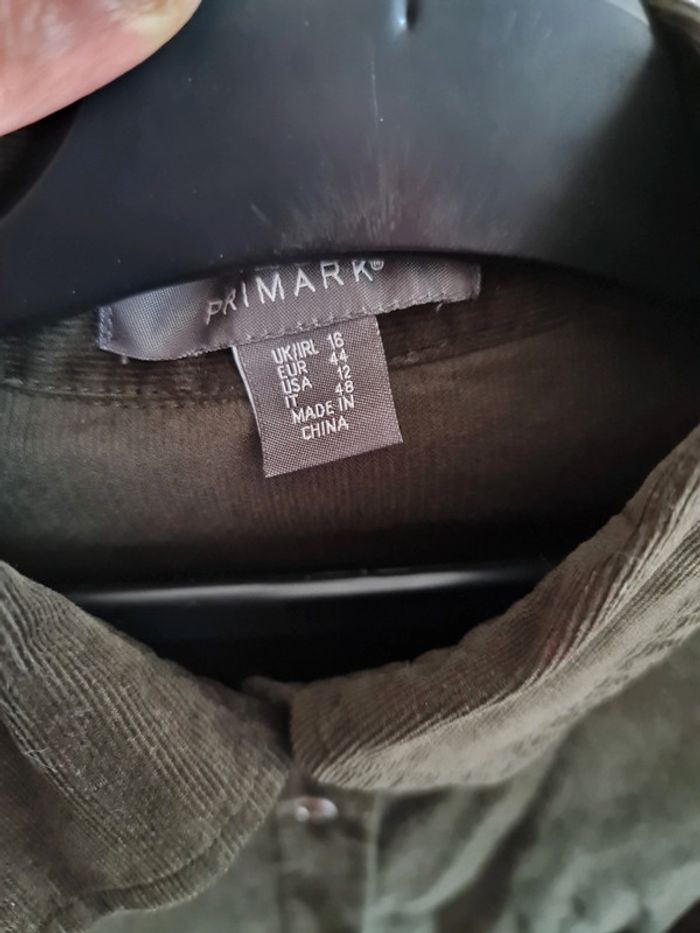 PRIMARK®
UK/IRL 16
EUR 44
USA 12
IT 48
MADE IN
CHINA